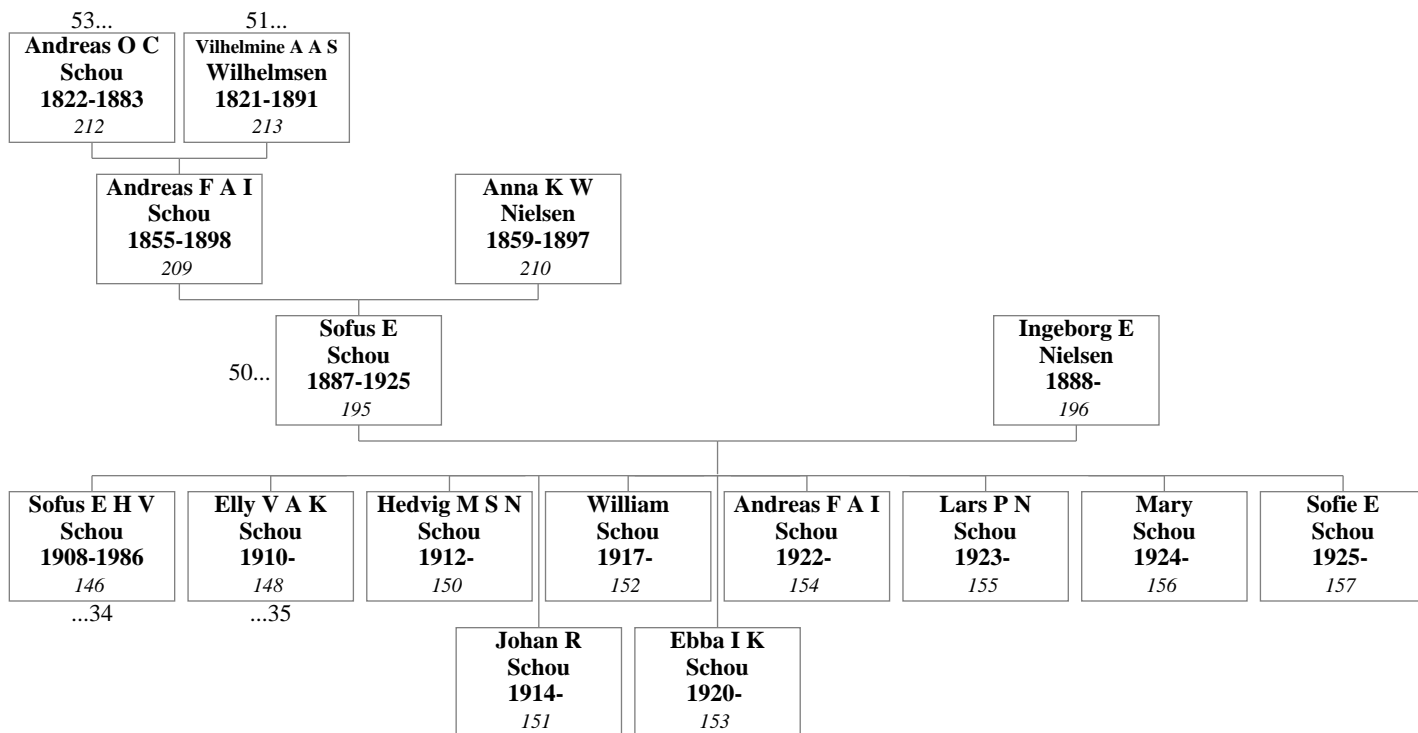 53...
Andreas O C
Schou
1822-1883
212
51...
Vilhelmine A A S
Wilhelmsen
1821-1891
213
Andreas F A I
Schou
1855-1898
209
Anna K W
Nielsen
1859-1897
210
50...
Sofus E
Schou
1887-1925
195
Ingeborg E
Nielsen
1888-
196
Sofus E H V
Schou
1908-1986
146
...34
Elly V A K
Schou
1910-
148
...35
Hedvig M S N
Schou
1912-
150
William
Schou
1917-
152
Andreas F A I
Schou
1922-
154
Lars P N
Schou
1923-
155
Mary
Schou
1924-
156
Sofie E
Schou
1925-
157
Johan R
Schou
1914-
151
Ebba I K
Schou
1920-
153